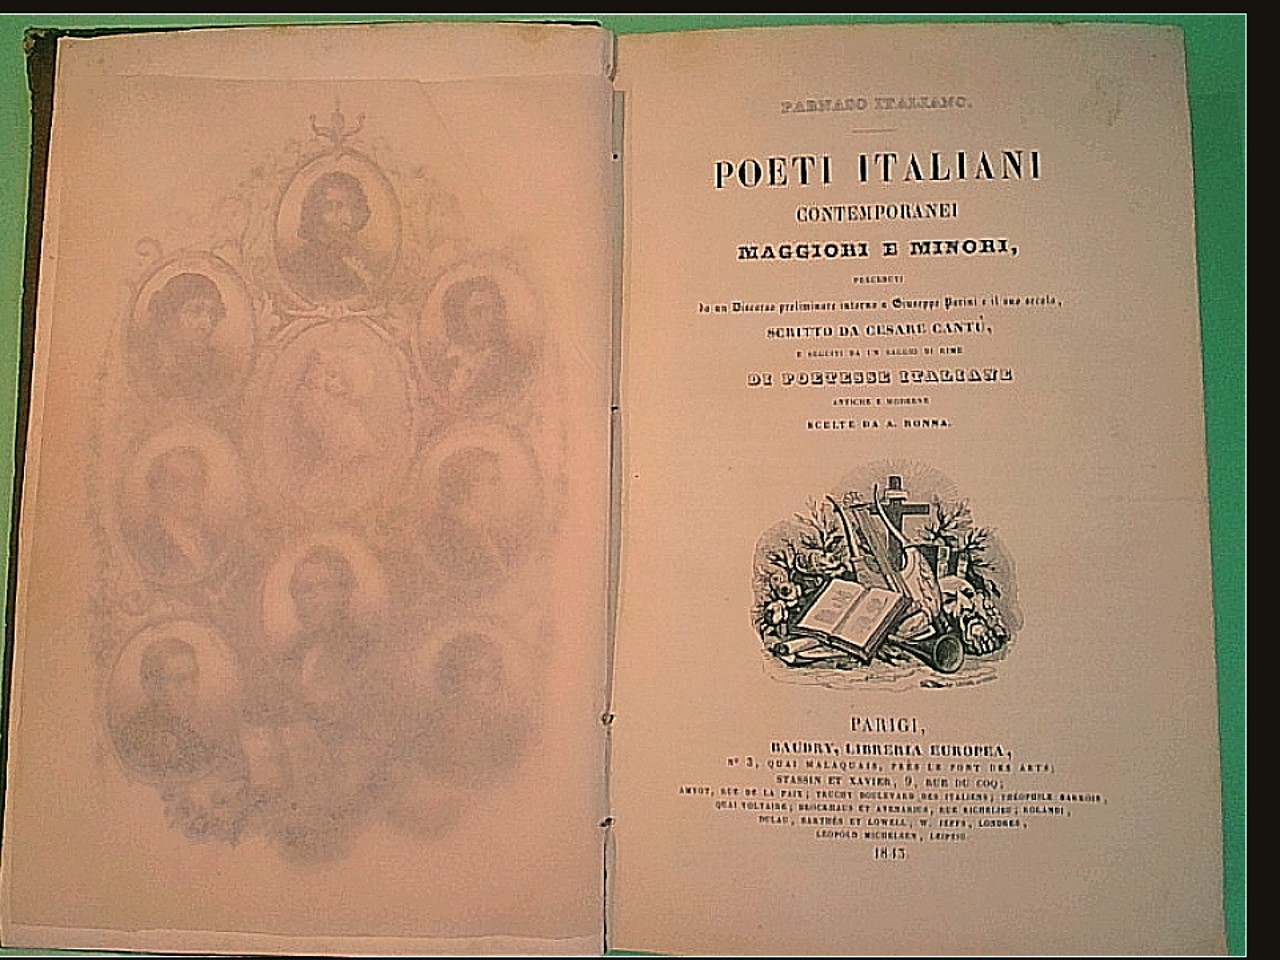 PARNASO ITALIANO.
POETI ITALIANI
CONTEMPORANEI
MAGGIORI E MINORI,
PRECEDUTI
da un Discorso preliminare intorno a Giuseppe Parini e il suo secolo,
SCRITTO DA CESARE CANTÙ,
E SEGUITI DA UN SAGGIO DI RIME
DI POETESSE ITALIANE
ANTICHE E MODERNE
SCELTE DA A. RONNA.
PARIGI,
BAUDRY, LIBRERIA EUROPEA,
Nº 3, QUAI MALAQUAIS, PRÈS LE PONT DES ARTS;
STASSIN ET XAVIER, 9, RUE DU COQ;
AMYOT, RUE DE LA PAIX; TRUCHY BOULEVARD DES ITALIENS; THÉOPHILE BARROIS,
QUAI VOLTAIRE; BROCKHAUS ET AVENARIUS, RUE RICHELIEU; ROLANDI,
DULAU, BARTHÉS ET LOWELL, W. JEFFS, LONDRES,
LÉOPOLD MICHELSEN, LEIPZIG.
1843